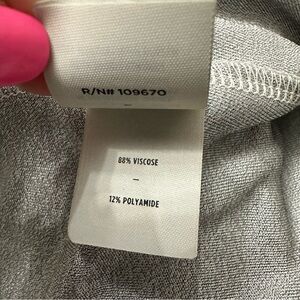 R/N# 109670
–
88% VISCOSE
–
12% POLYAMIDE